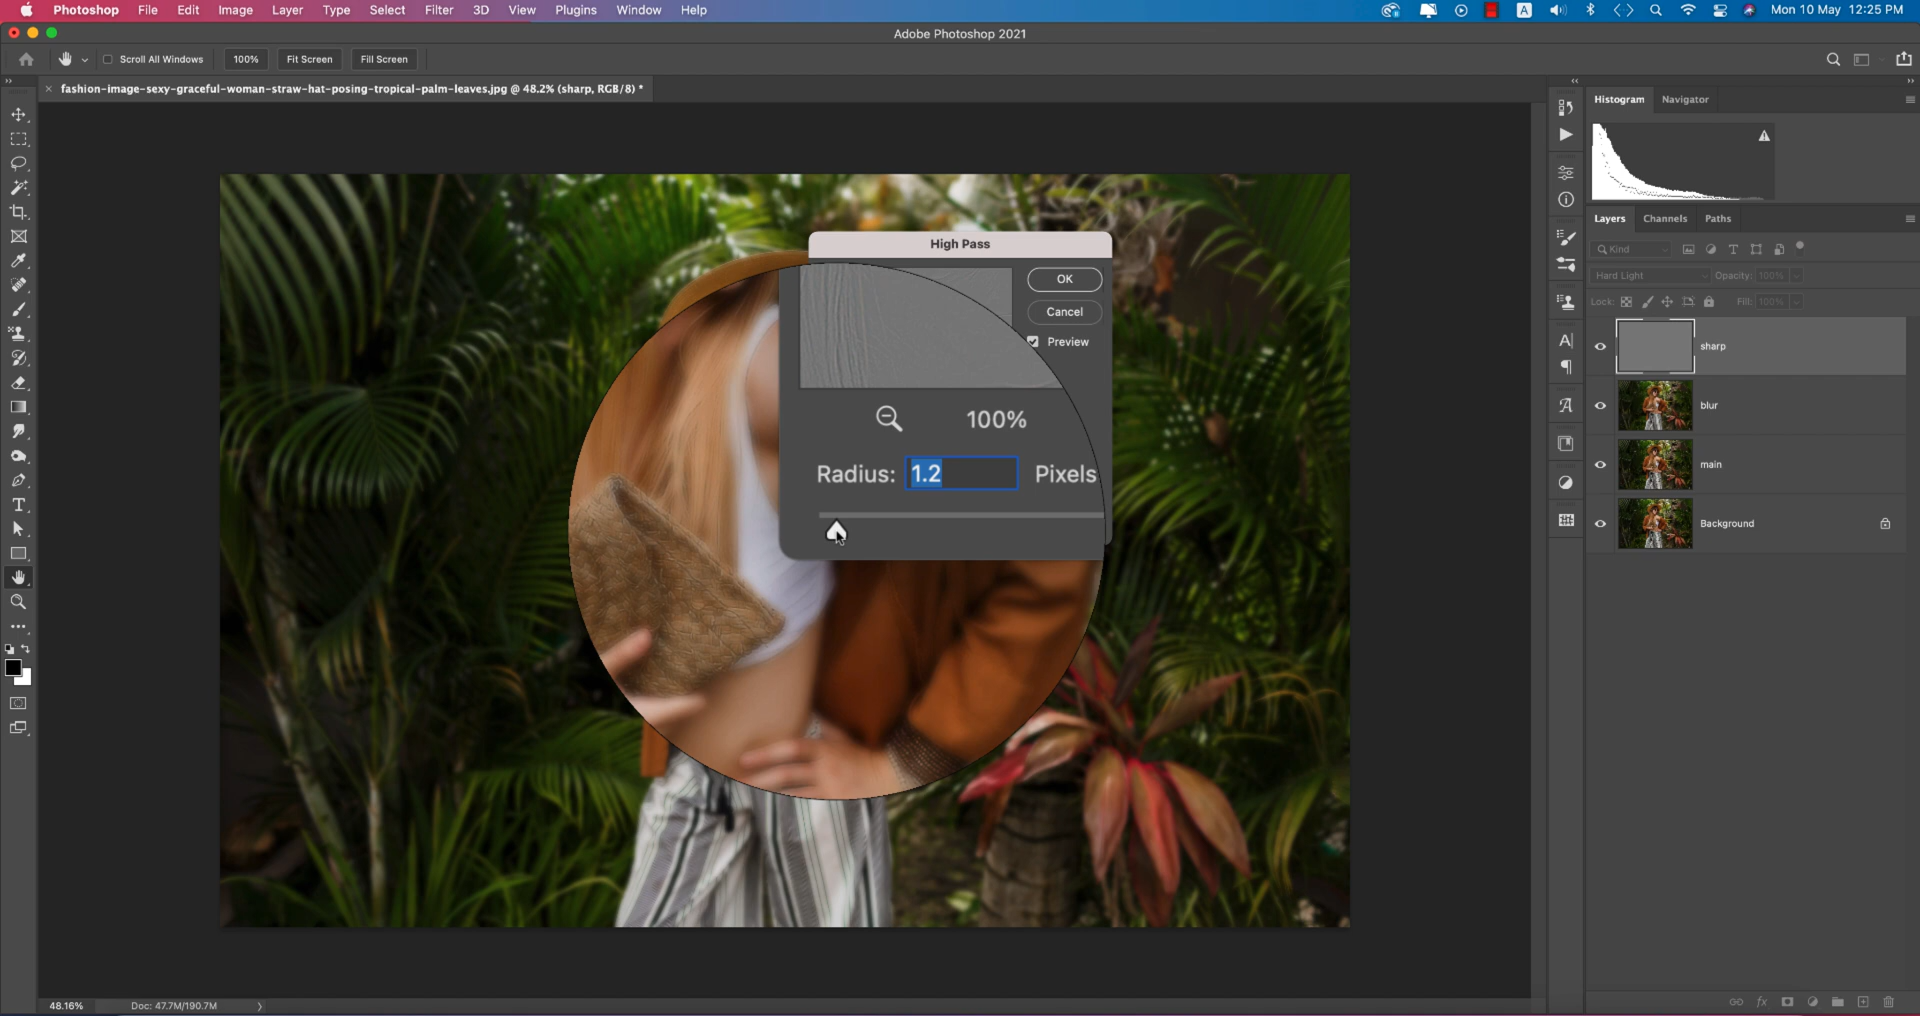 Photoshop File Edit Image Layer Type Select Filter 3D View Plugins Window Help A Mon 10 May 12:25 PM
Adobe Photoshop 2021
Scroll All Windows 100% Fit Screen Fill Screen
fashion-image-sexy-graceful-woman-straw-hat-posing-tropical-palm-leaves.jpg @ 48.2% (sharp, RGB/8) *
Histogram Navigator
Layers Channels Paths
Kind
Hard Light Opacity: 100%
Lock: Fill: 100%
sharp
blur
main
Background
High Pass
OK
Cancel
Preview
100%
Radius: 1.2 Pixels
48.16% Doc: 47.7M/190.7M